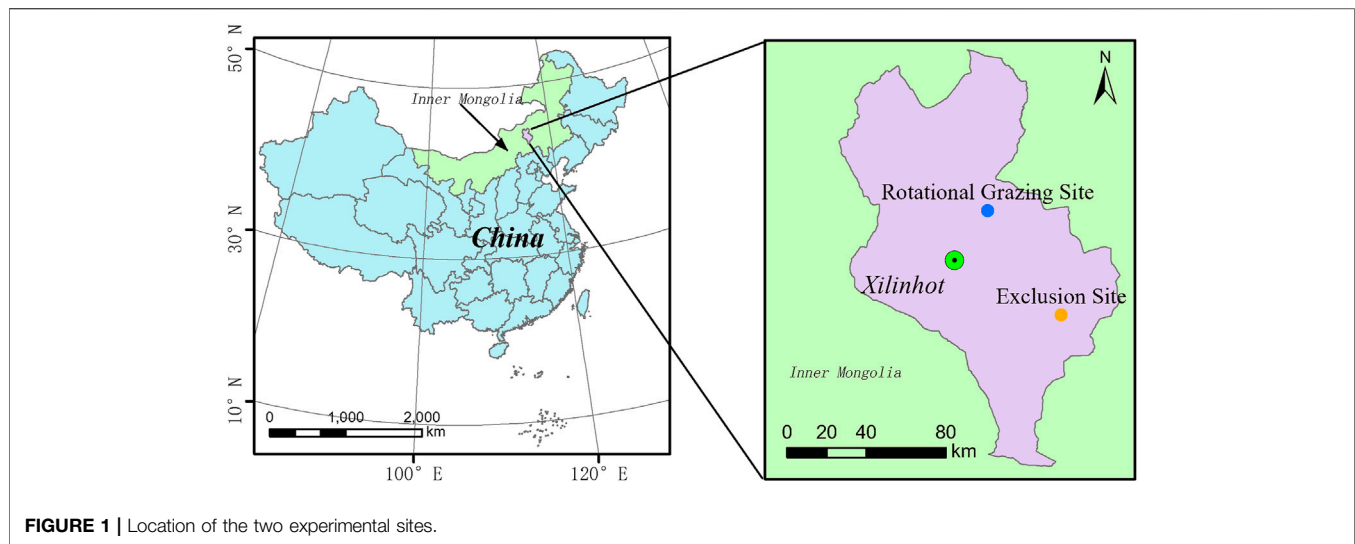 50° N
30° N
10° N
Inner Mongolia
China
0 1,000 2,000
km
100° E 120° E
N
Rotational Grazing Site
Xilinhot
Exclusion Site
Inner Mongolia
0 20 40 80
km
FIGURE 1 | Location of the two experimental sites.